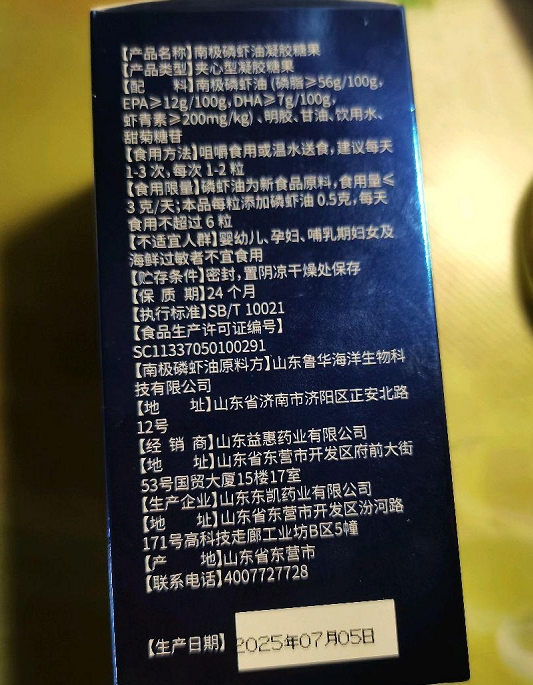 【产品名称】南极磷虾油凝胶糖果
【产品类型】夹心型凝胶糖果
【配　　料】南极磷虾油 (磷脂≥56g/100g,
EPA≥12g/100g, DHA≥7g/100g,
虾青素≥200mg/kg) 、明胶、甘油、饮用水、
甜菊糖苷
【食用方法】咀嚼食用或温水送食, 建议每天
1-3 次, 每次 1-2 粒
【食用限量】磷虾油为新食品原料, 食用量≤
3 克/天; 本品每粒添加磷虾油 0.5克, 每天
食用不超过 6 粒
【不适宜人群】婴幼儿、孕妇、哺乳期妇女及
海鲜过敏者不宜食用
【贮存条件】密封, 置阴凉干燥处保存
【保 质 期】24 个月
【执行标准】SB/T 10021
【食品生产许可证编号】
SC11337050100291
【南极磷虾油原料方】山东鲁华海洋生物科
技有限公司
【地　　址】山东省济南市济阳区正安北路
12号
【经 销 商】山东益惠药业有限公司
【地　　址】山东省东营市开发区府前大街
53号国贸大厦15楼17室
【生产企业】山东东凯药业有限公司
【地　　址】山东省东营市开发区汾河路
171号高科技走廊工业坊B区5幢
【产　　地】山东省东营市
【联系电话】4007727728
【生产日期】2025年07月05日